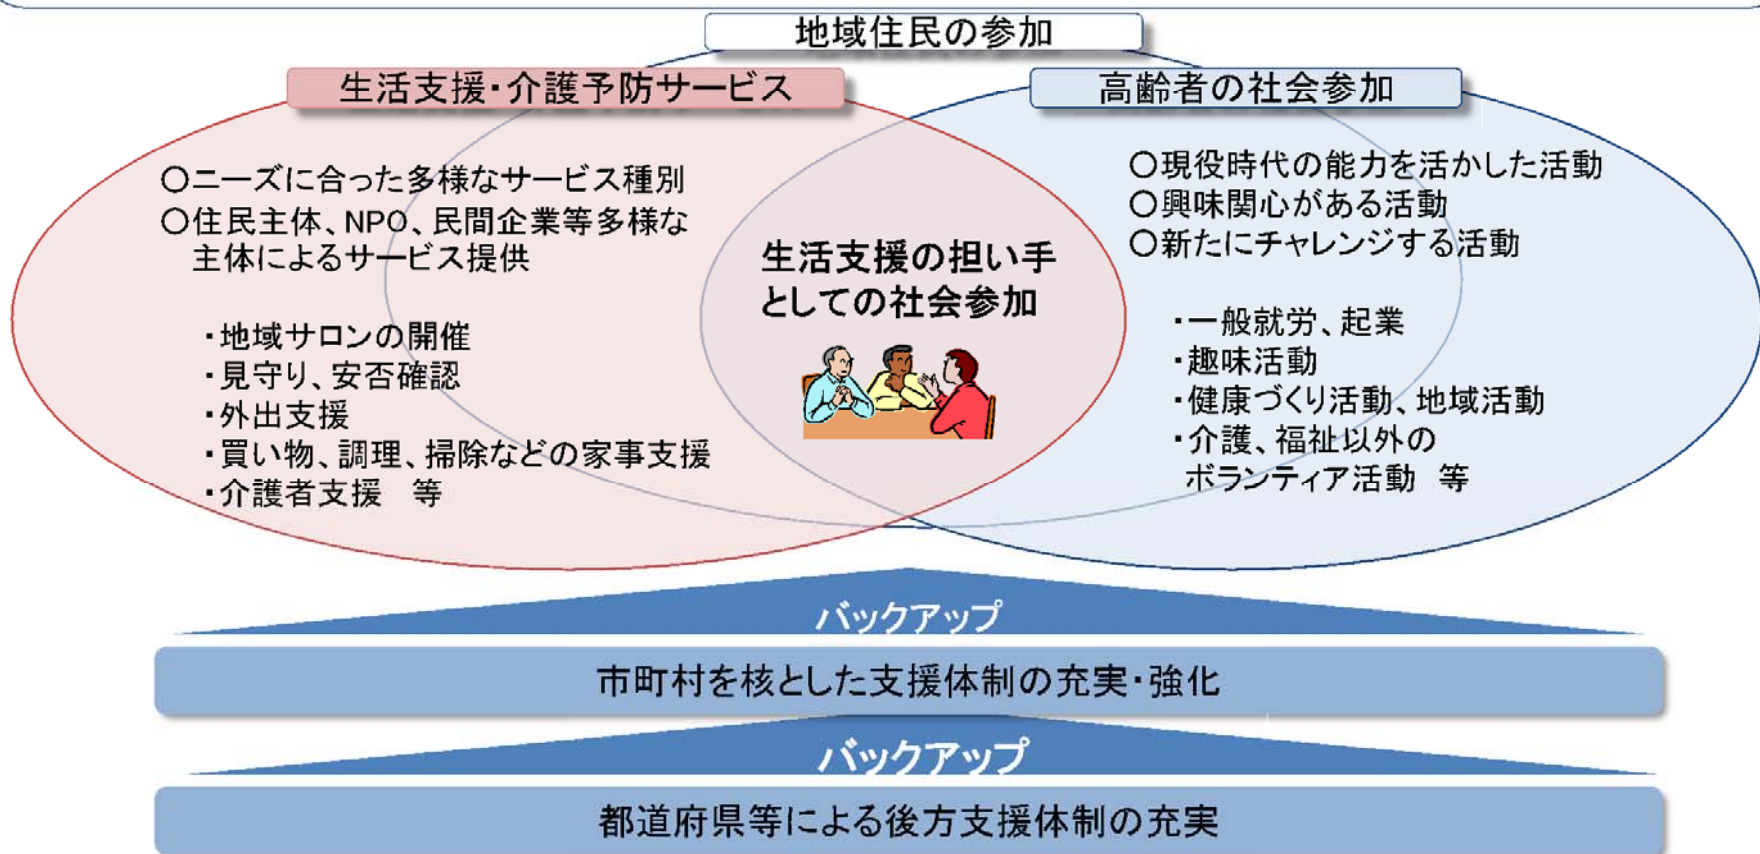 地域住民の参加
生活支援・介護予防サービス
○ニーズに合った多様なサービス種別
○住民主体、NPO、民間企業等多様な
主体によるサービス提供
・地域サロンの開催
・見守り、安否確認
・外出支援
・買い物、調理、掃除などの家事支援
・介護者支援　等
生活支援の担い手
としての社会参加
高齢者の社会参加
○現役時代の能力を活かした活動
○興味関心がある活動
○新たにチャレンジする活動
・一般就労、起業
・趣味活動
・健康づくり活動、地域活動
・介護、福祉以外の
ボランティア活動　等
バックアップ
市町村を核とした支援体制の充実・強化
バックアップ
都道府県等による後方支援体制の充実